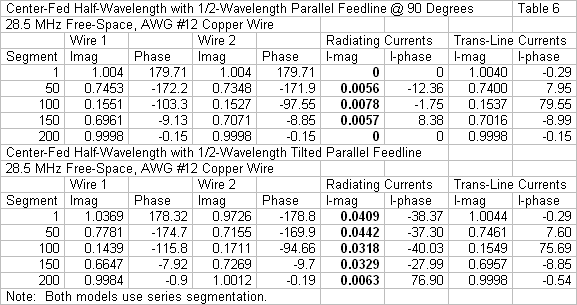 Center-Fed Half-Wavelength with 1/2-Wavelength Parallel Feedline @ 90 Degrees Table 6
28.5 MHz Free-Space, AWG #12 Copper Wire
Wire 1 Wire 2 Radiating Currents Trans-Line Currents
Segment Imag Phase Imag Phase I-mag I-phase I-mag I-phase
1 1.004 179.71 1.004 179.71 0 0 1.0040 -0.29
50 0.7453 -172.2 0.7348 -171.9 0.0056 -12.36 0.7400 7.95
100 0.1551 -103.3 0.1527 -97.55 0.0078 -1.75 0.1537 79.55
150 0.6961 -9.13 0.7071 -8.85 0.0057 8.38 0.7016 -8.99
200 0.9998 -0.15 0.9998 -0.15 0 0 0.9998 -0.15
Center-Fed Half-Wavelength with 1/2-Wavelength Tilted Parallel Feedline
28.5 MHz Free-Space, AWG #12 Copper Wire
Wire 1 Wire 2 Radiating Currents Trans-Line Currents
Segment Imag Phase Imag Phase I-mag I-phase I-mag I-phase
1 1.0369 178.32 0.9726 -178.8 0.0409 -38.37 1.0044 -0.29
50 0.7781 -174.7 0.7155 -169.9 0.0442 -37.30 0.7461 7.60
100 0.1439 -115.8 0.1711 -94.66 0.0318 -40.03 0.1549 75.69
150 0.6647 -7.92 0.7269 -9.7 0.0329 -27.99 0.6957 -8.85
200 0.9984 -0.9 1.0012 -0.19 0.0063 76.90 0.9998 -0.54
Note: Both models use series segmentation.